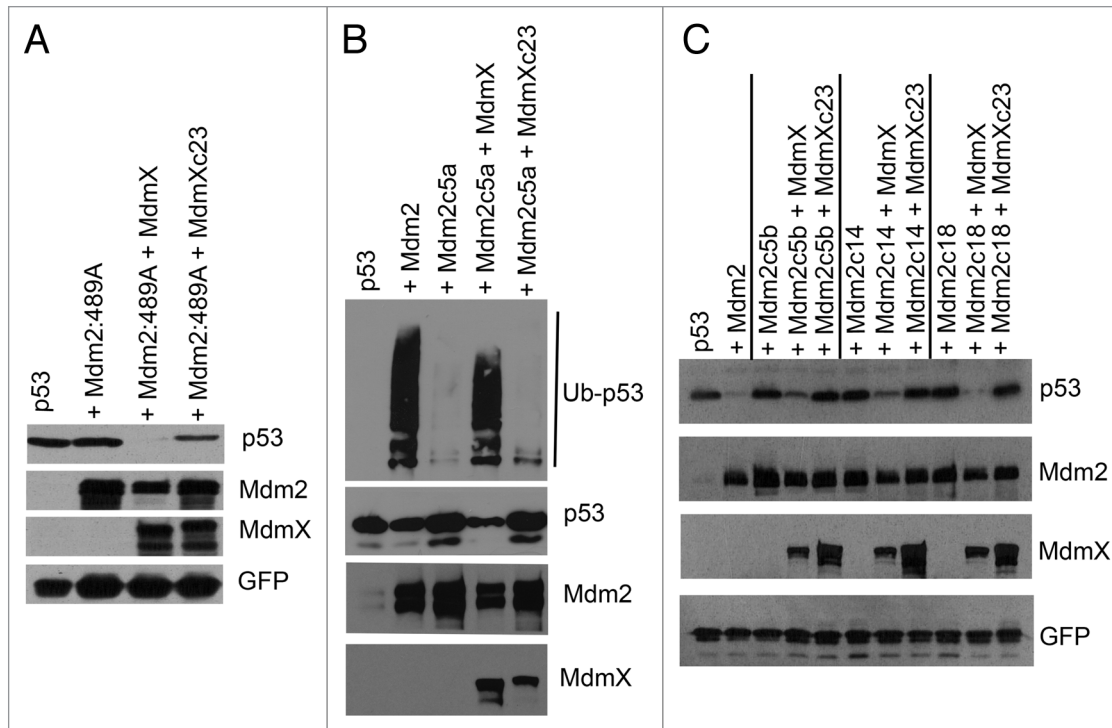 A
p53
+ Mdm2:489A
+ Mdm2:489A + MdmX
+ Mdm2:489A + MdmXc23
p53
Mdm2
MdmX
GFP
B
p53
+ Mdm2
+ Mdm2c5a
+ Mdm2c5a + MdmX
+ Mdm2c5a + MdmXc23
Ub-p53
p53
Mdm2
MdmX
C
p53
+ Mdm2
+ Mdm2c5b
+ Mdm2c5b + MdmX
+ Mdm2c5b + MdmXc23
+ Mdm2c14
+ Mdm2c14 + MdmX
+ Mdm2c14 + MdmXc23
+ Mdm2c18
+ Mdm2c18 + MdmX
+ Mdm2c18 + MdmXc23
p53
Mdm2
MdmX
GFP